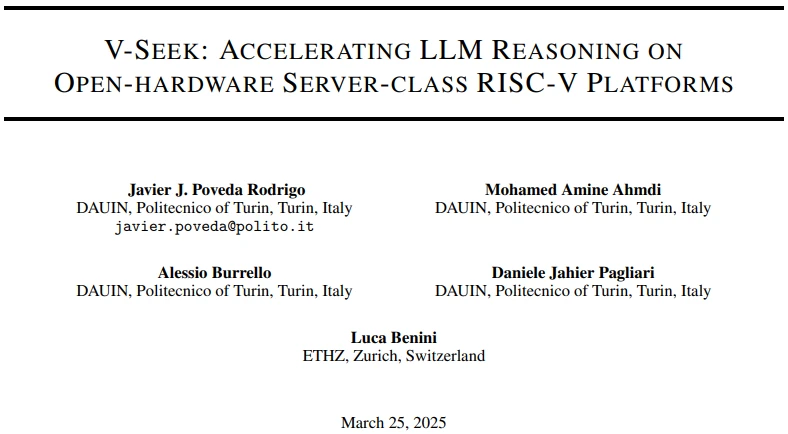 V-SEEK: ACCELERATING LLM REASONING ON
OPEN-HARDWARE SERVER-CLASS RISC-V PLATFORMS
Javier J. Poveda Rodrigo
DAUIN, Politecnico of Turin, Turin, Italy
javier.poveda@polito.it
Mohamed Amine Ahmdi
DAUIN, Politecnico of Turin, Turin, Italy
Alessio Burrello
DAUIN, Politecnico of Turin, Turin, Italy
Daniele Jahier Pagliari
DAUIN, Politecnico of Turin, Turin, Italy
Luca Benini
ETHZ, Zurich, Switzerland
March 25, 2025